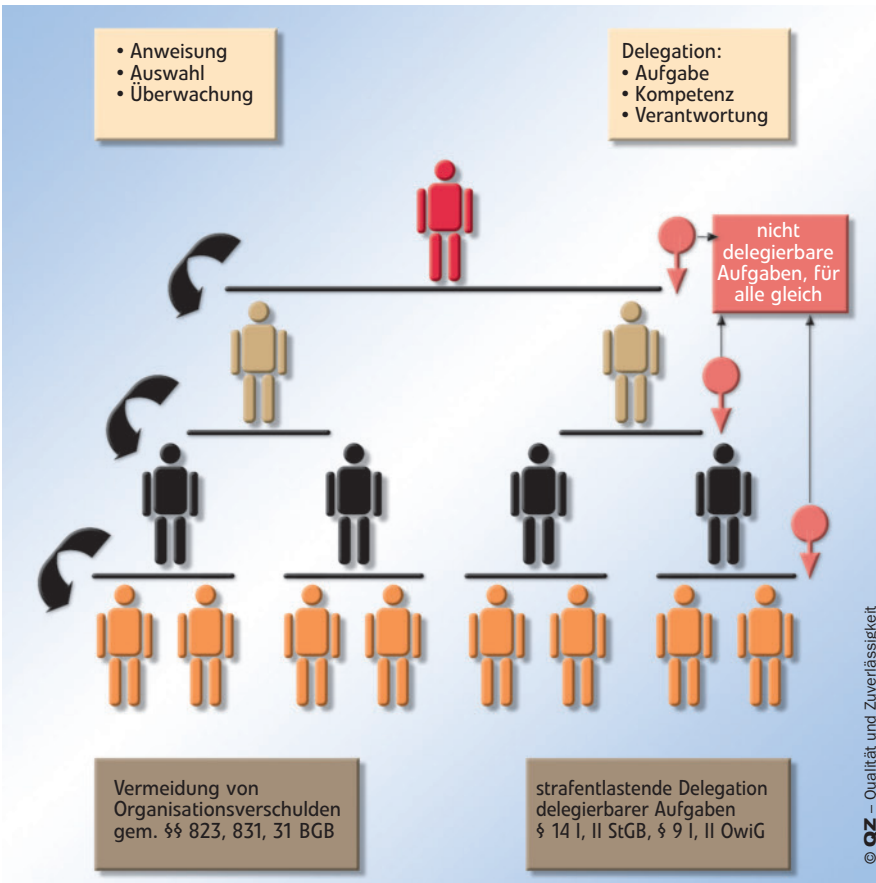 • Anweisung
• Auswahl
• Überwachung
Delegation:
• Aufgabe
• Kompetenz
• Verantwortung
nicht
delegierbare
Aufgaben, für
alle gleich
Vermeidung von
Organisationsverschulden
gem. §§ 823, 831, 31 BGB
strafentlastende Delegation
delegierbarer Aufgaben
§ 14 I, II StGB, § 9 I, II OwiG
© QZ – Qualität und Zuverlässigkeit